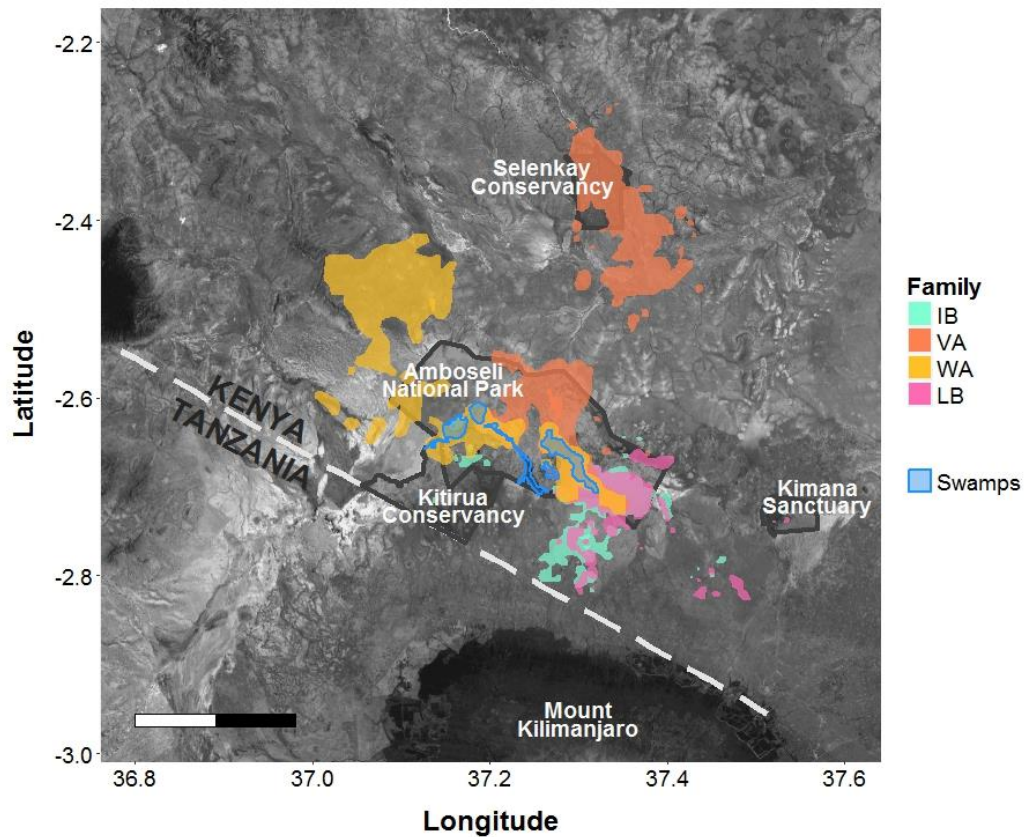 -2.2
Selenkay
Conservancy
-2.4
Family
IB
VA
WA
LB
Latitude
Amboseli
National Park
-2.6
KENYA
TANZANIA
Swamps
Kitirua
Conservancy
Kimana
Sanctuary
-2.8
Mount
Kilimanjaro
-3.0
36.8 37.0 37.2 37.4 37.6
Longitude